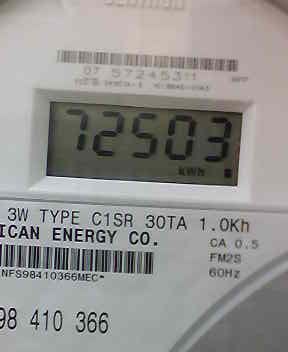 07 572453
72503
kWh
3W TYPE C1SR 30TA 1.0Kh
ICAN ENERGY CO.
CA 0.5
FM2S
60Hz
NFS98410366MEC*
98 410 366